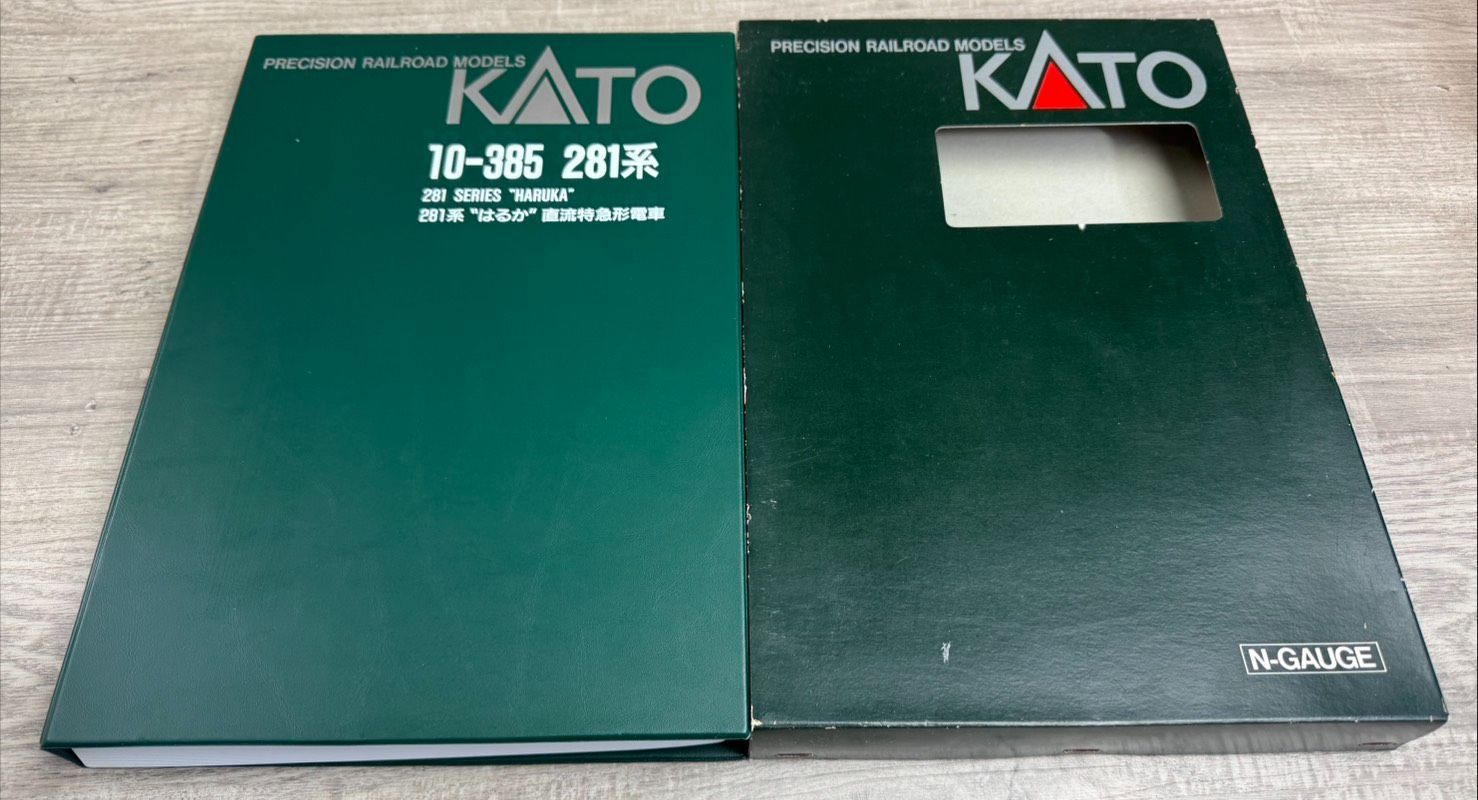 PRECISION RAILROAD MODELS
KATO
10-385 281系
281 SERIES "HARUKA"
281系 "はるか" 直流特急形電車
PRECISION RAILROAD MODELS
KATO
N-GAUGE